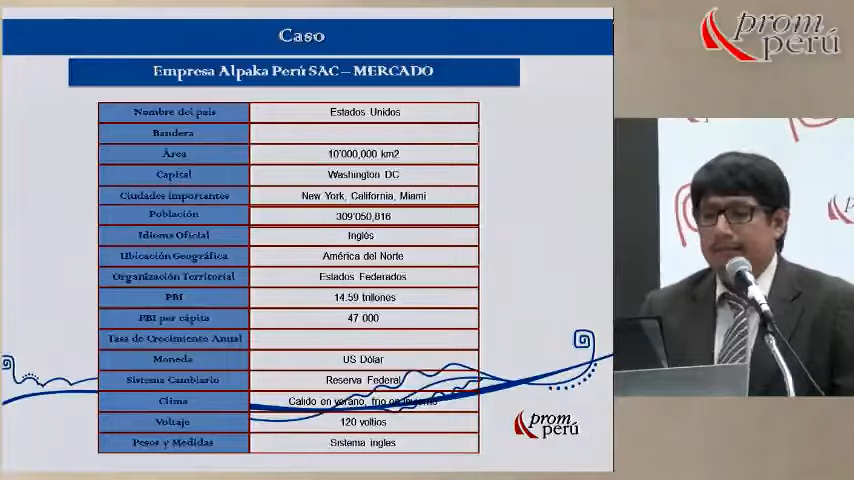 Caso
Empresa Alpaka Perú SAC – MERCADO
Nombre del país Estados Unidos
Bandera
Área 10'000,000 km2
Capital Washington DC
Ciudades importantes New York, California, Miami
Población 309'050,816
Idioma Oficial Inglés
Ubicación Geográfica América del Norte
Organización Territorial Estados Federados
PBI 14.59 trillones
PBI per cápita 47 000
Tasa de Crecimiento Anual
Moneda US Dólar
Sistema Cambiario Reserva Federal
Clima Calido en verano, frio en invierno
Voltaje 120 voltios
Pesos y Medidas Sistema ingles
prom
perú
prom
perú